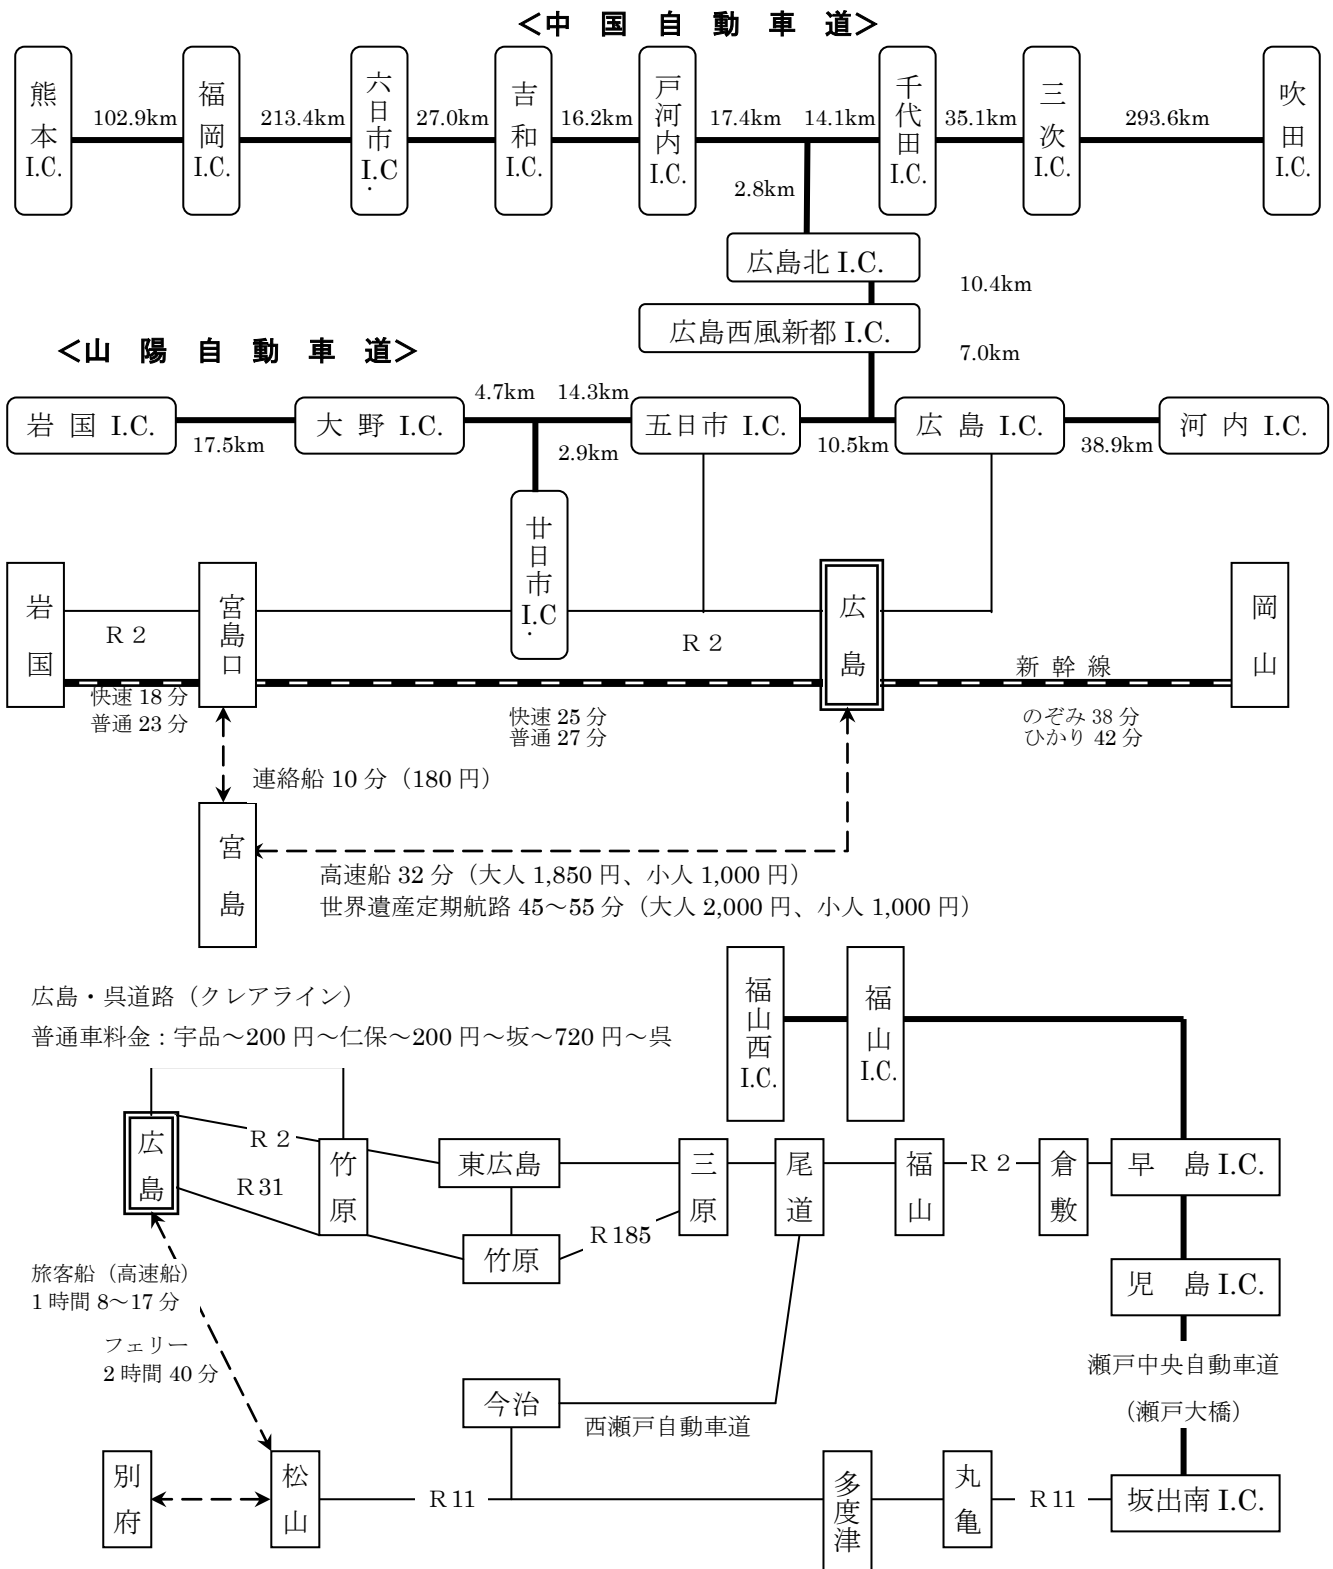 ＜中　国　自　動　車　道＞
熊本I.C.
102.9km
福岡I.C.
213.4km
六日市I.C.
27.0km
吉和I.C.
16.2km
戸河内I.C.
17.4km
14.1km
千代田I.C.
35.1km
三次I.C.
293.6km
吹田I.C.
2.8km
広島北 I.C.
10.4km
広島西風新都 I.C.
7.0km
＜山　陽　自　動　車　道＞
4.7km
14.3km
岩　国　I.C.
17.5km
大　野　I.C.
2.9km
五日市 I.C.
10.5km
広　島　I.C.
38.9km
河　内　I.C.
廿日市I.C.
岩国
R 2
宮島口
R 2
広島
新 幹 線
岡山
快速 18 分
普通 23 分
快速 25 分
普通 27 分
のぞみ 38 分
ひかり 42 分
連絡船 10 分（180 円）
宮島
高速船 32 分（大人 1,850 円、小人 1,000 円）
世界遺産定期航路 45～55 分（大人 2,000 円、小人 1,000 円）
広島・呉道路（クレアライン）
普通車料金：宇品～200 円～仁保～200 円～坂～720 円～呉
福山西I.C.
福山I.C.
広島
R 2
R 31
竹原
東広島
竹原
R 185
三原
尾道
福山
R 2
倉敷
早　島 I.C.
児　島 I.C.
旅客船（高速船）
1 時間 8～17 分
フェリー
2 時間 40 分
瀬戸中央自動車道
（瀬戸大橋）
今治
西瀬戸自動車道
別府
松山
R 11
多度津
丸亀
R 11
坂出南 I.C.